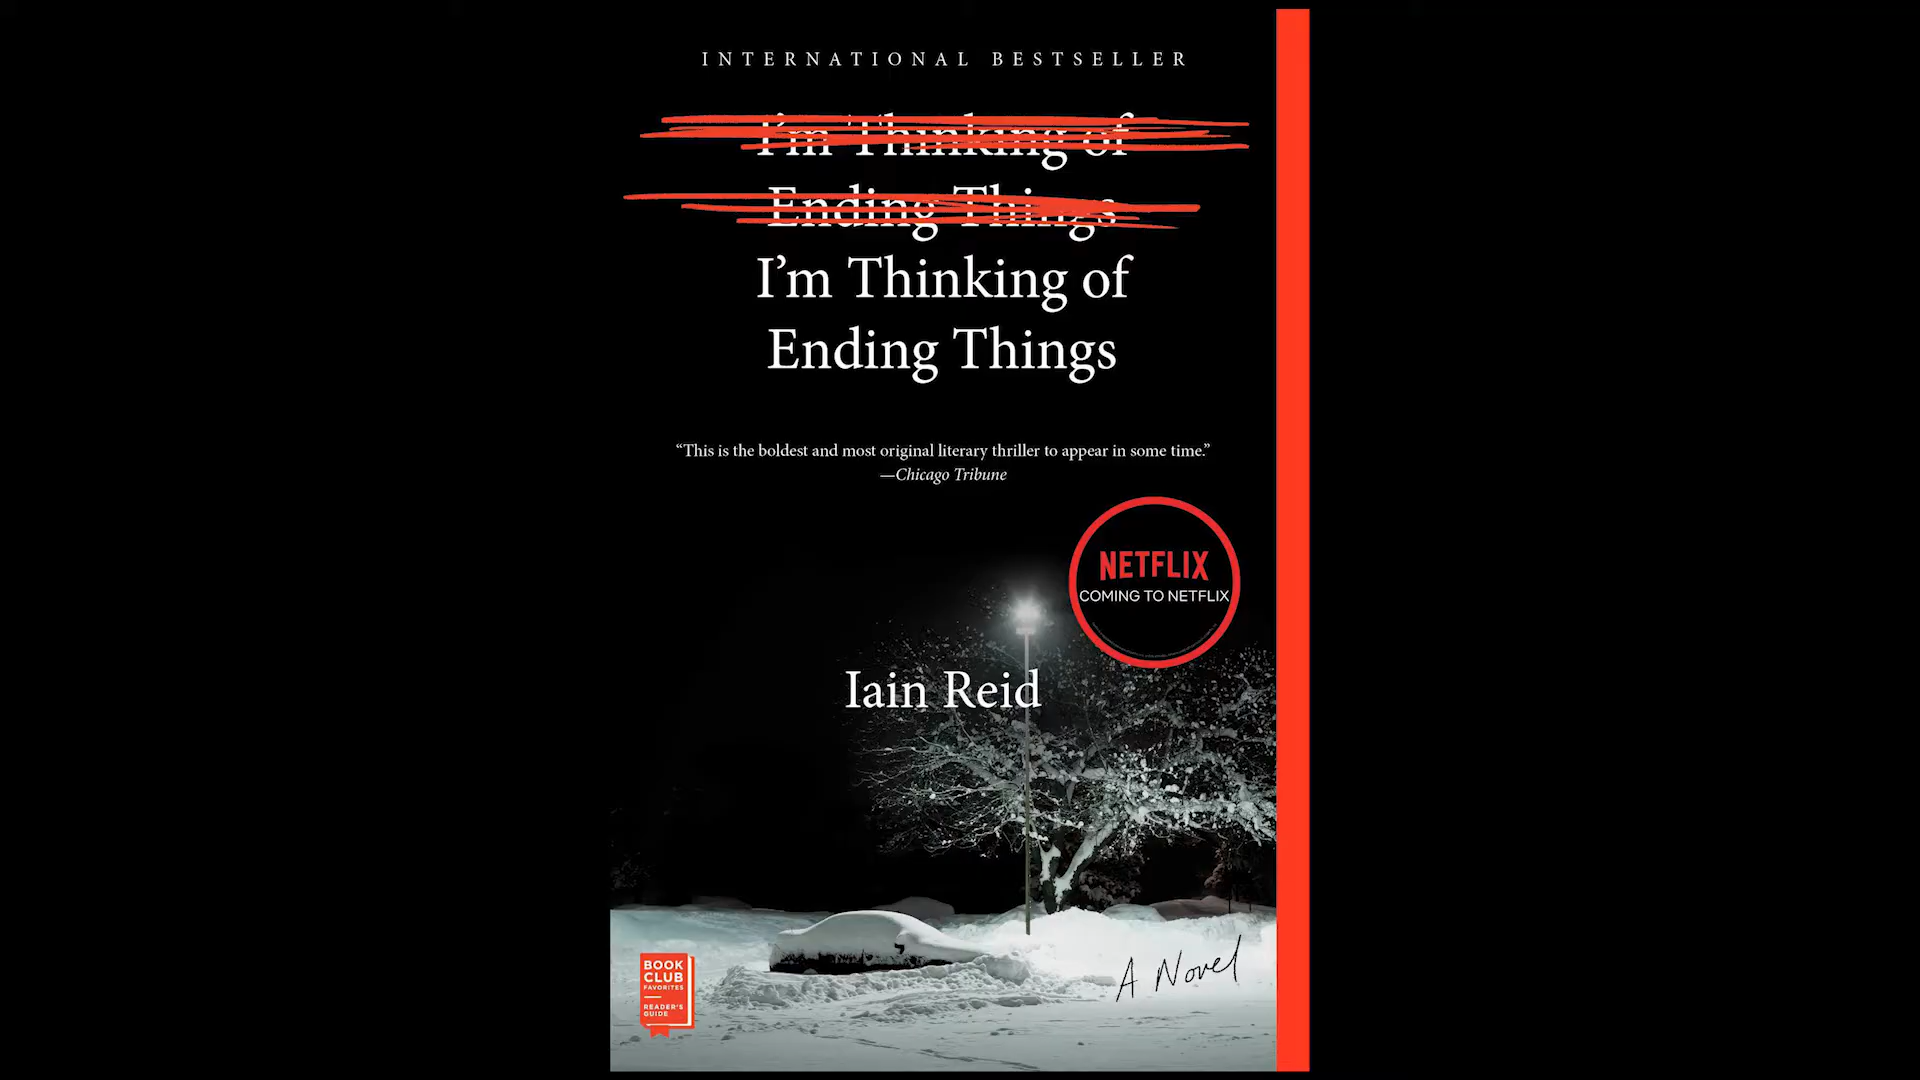 INTERNATIONAL BESTSELLER
I'm Thinking of
Ending Things
I'm Thinking of
Ending Things
“This is the boldest and most original literary thriller to appear in some time.”
—Chicago Tribune
NETFLIX
COMING TO NETFLIX
Iain Reid
A Novel
BOOK
CLUB
FAVORITES
READER'S
GUIDE